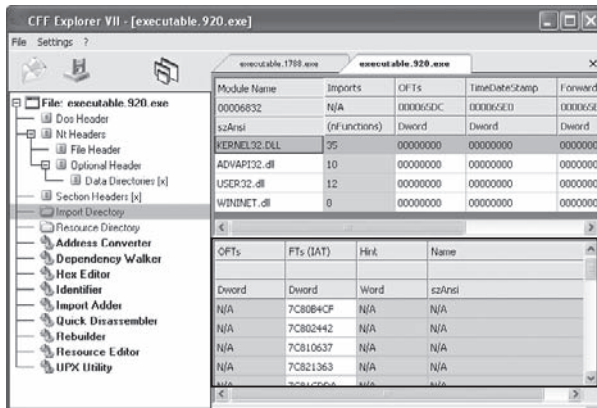 CFF Explorer VII - [executable.920.exe]
File Settings ?
executable.1788.exe executable.920.exe
File: executable.920.exe
Dos Header
Nt Headers
File Header
Optional Header
Data Directories [x]
Section Headers [x]
Import Directory
Resource Directory
Address Converter
Dependency Walker
Hex Editor
Identifier
Import Adder
Quick Disassembler
Rebuilder
Resource Editor
UPX Utility
Module Name Imports OFTs TimeDateStamp Forward
00006832 N/A 000065DC 000065E0 000065E
szAnsi (nFunctions) Dword Dword Dword
KERNEL32.DLL 35 00000000 00000000 0000000
ADVAPI32.dll 10 00000000 00000000 0000000
USER32.dll 12 00000000 00000000 0000000
WININET.dll 0 00000000 00000000 0000000
OFTs FTs (IAT) Hint Name
Dword Dword Word szAnsi
N/A 7C80B4CF N/A N/A
N/A 7C802442 N/A N/A
N/A 7C810637 N/A N/A
N/A 7C821363 N/A N/A
N/A N/A N/A